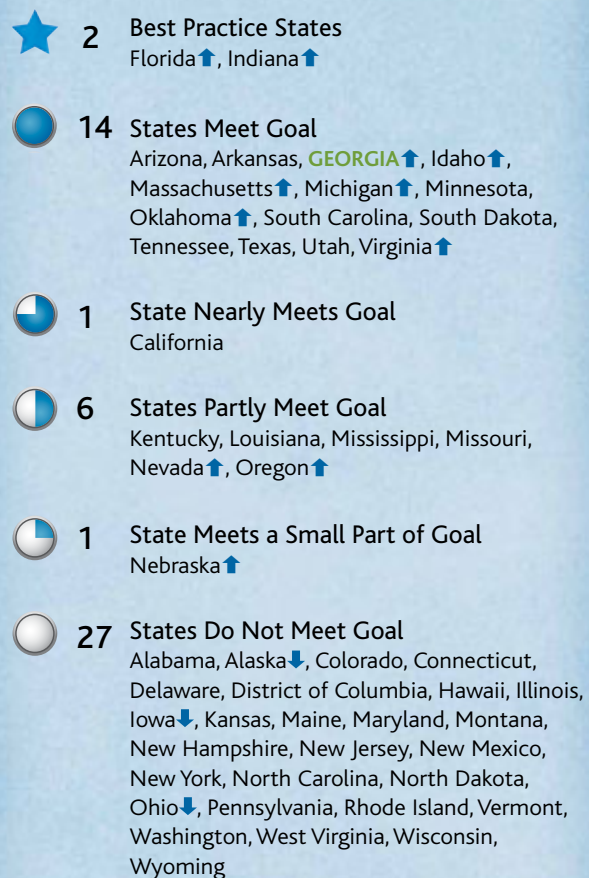 2 Best Practice States
Florida⬆, Indiana⬆
14 States Meet Goal
Arizona, Arkansas, GEORGIA⬆, Idaho⬆,
Massachusetts⬆, Michigan⬆, Minnesota,
Oklahoma⬆, South Carolina, South Dakota,
Tennessee, Texas, Utah, Virginia⬆
1 State Nearly Meets Goal
California
6 States Partly Meet Goal
Kentucky, Louisiana, Mississippi, Missouri,
Nevada⬆, Oregon⬆
1 State Meets a Small Part of Goal
Nebraska⬆
27 States Do Not Meet Goal
Alabama, Alaska⬇, Colorado, Connecticut,
Delaware, District of Columbia, Hawaii, Illinois,
Iowa⬇, Kansas, Maine, Maryland, Montana,
New Hampshire, New Jersey, New Mexico,
New York, North Carolina, North Dakota,
Ohio⬇, Pennsylvania, Rhode Island, Vermont,
Washington, West Virginia, Wisconsin,
Wyoming